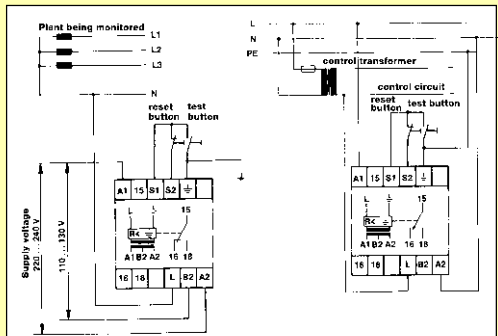 Plant being monitored
L1
L2
L3
N
reset button
test button
A1 15 S1 S2
L
15
R<
A1 B2 A2 16 18
16 18 L B2 A2
Supply voltage
220 ... 240 V
110 ... 130 V
L
N
PE
control transformer
control circuit
reset button
test button
A1 15 S1 S2
L
15
R<
A1 B2 A2 16 18
16 18 L B2 A2